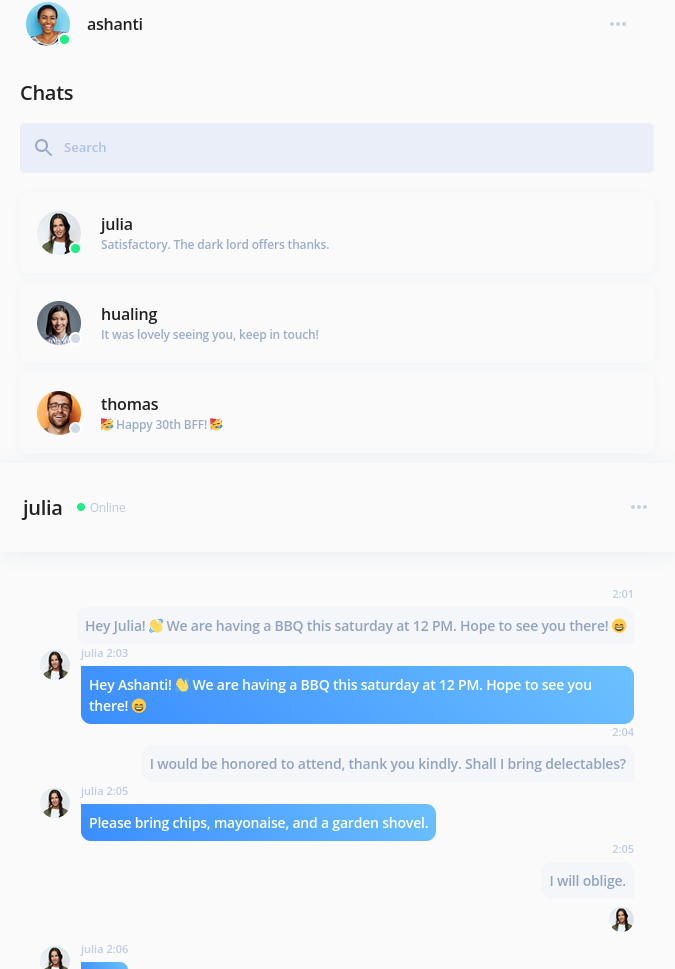 ashanti
Chats
Search
julia
Satisfactory. The dark lord offers thanks.
hualing
It was lovely seeing you, keep in touch!
thomas
🥰 Happy 30th BFF! 🥰
julia
Online
2:01
Hey Julia! 👋 We are having a BBQ this saturday at 12 PM. Hope to see you there! 😄
julia 2:03
Hey Ashanti! 👋 We are having a BBQ this saturday at 12 PM. Hope to see you
there! 😄
2:04
I would be honored to attend, thank you kindly. Shall I bring delectables?
julia 2:05
Please bring chips, mayonaise, and a garden shovel.
2:05
I will oblige.
julia 2:06